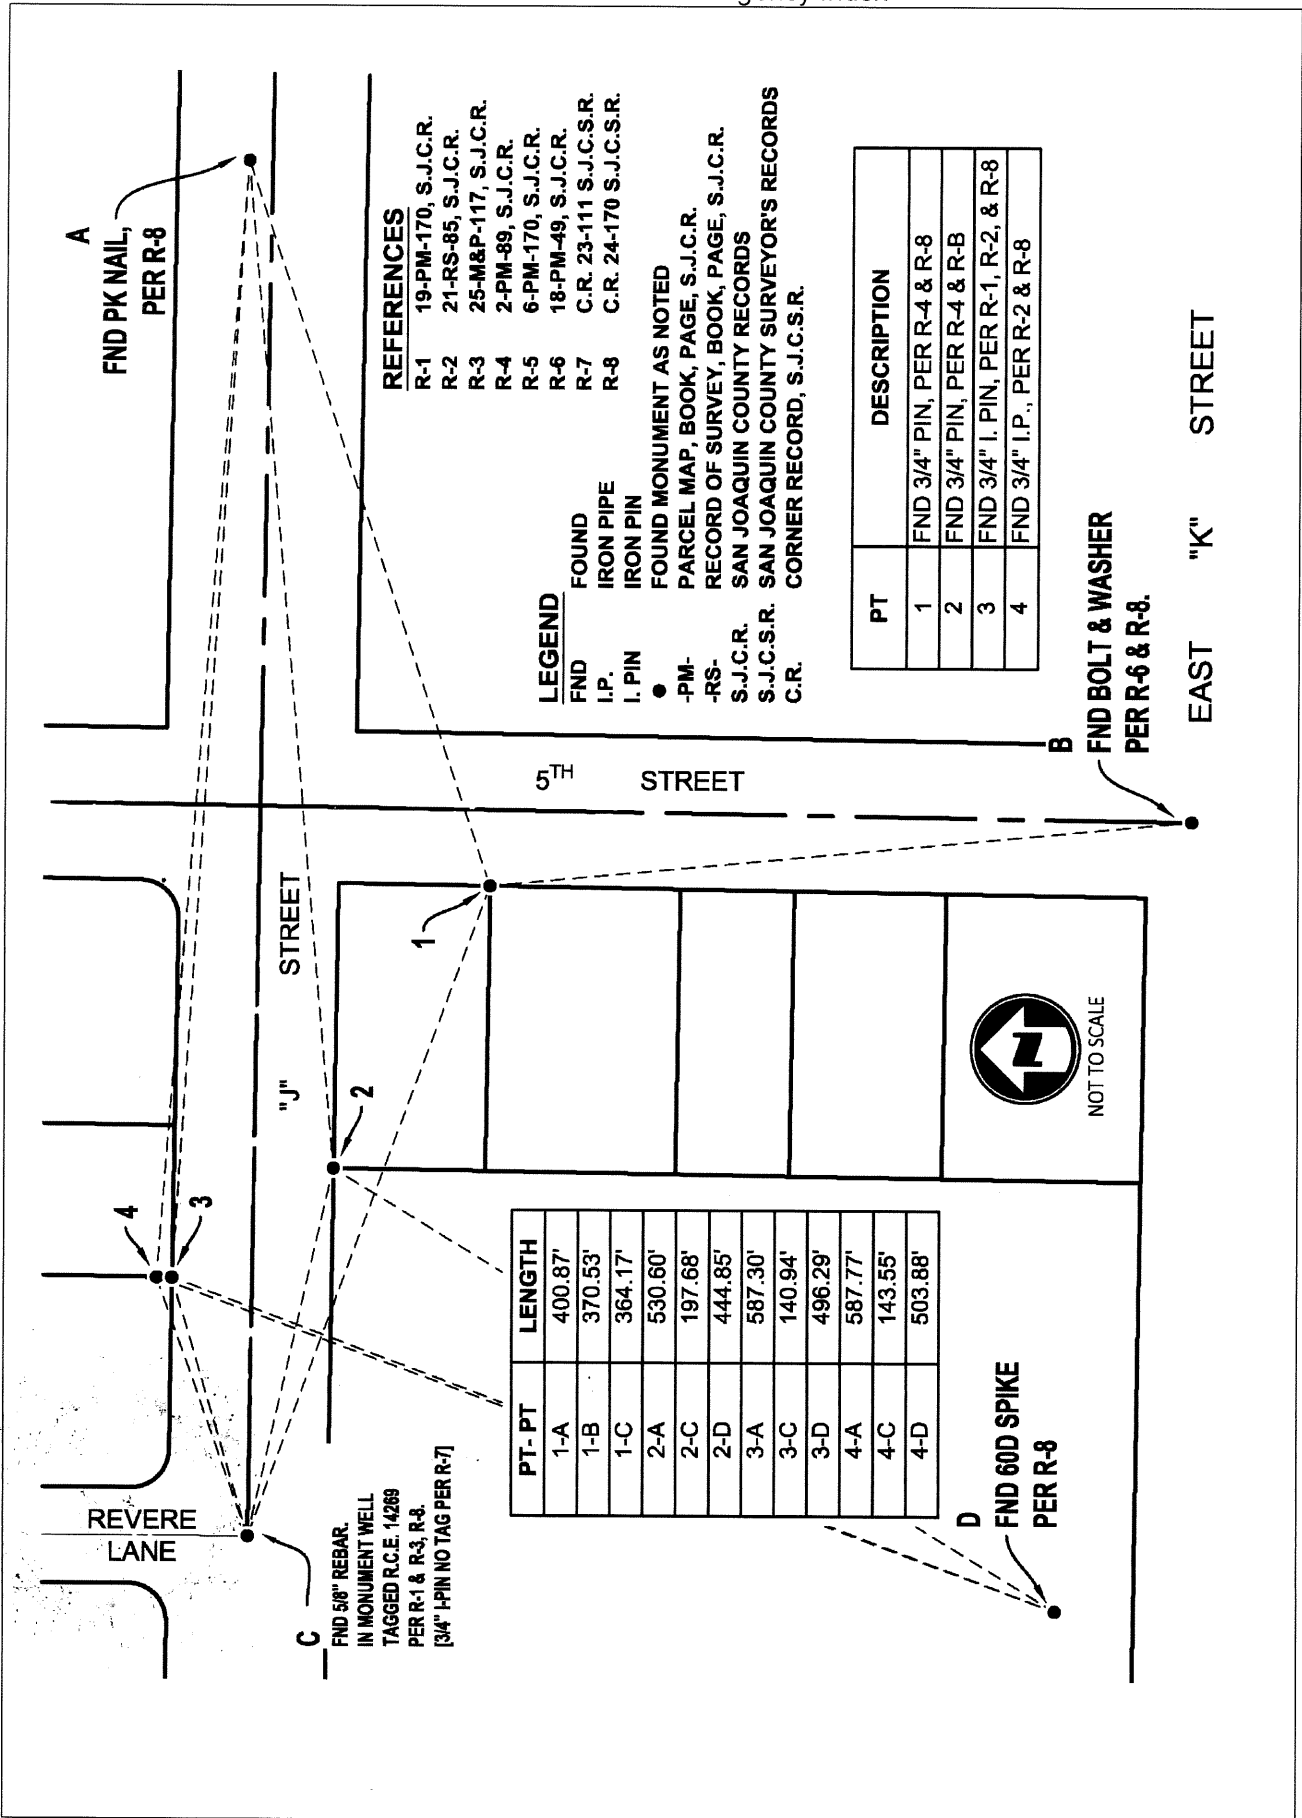 REVERE
LANE
C
FND 5/8" REBAR.
IN MONUMENT WELL
TAGGED R.C.E. 14269
PER R-1 & R-3, R-8.
[3/4" I-PIN NO TAG PER R-7]
4
3
2
1
"J" STREET
5TH STREET
A
FND PK NAIL,
PER R-8
REFERENCES
R-1 19-PM-170, S.J.C.R.
R-2 21-RS-85, S.J.C.R.
R-3 25-M&P-117, S.J.C.R.
R-4 2-PM-89, S.J.C.R.
R-5 6-PM-170, S.J.C.R.
R-6 18-PM-49, S.J.C.R.
R-7 C.R. 23-111 S.J.C.S.R.
R-8 C.R. 24-170 S.J.C.S.R.
LEGEND
FND FOUND
I.P. IRON PIPE
I. PIN IRON PIN
● FOUND MONUMENT AS NOTED
-PM- PARCEL MAP, BOOK, PAGE, S.J.C.R.
-RS- RECORD OF SURVEY, BOOK, PAGE, S.J.C.R.
S.J.C.R. SAN JOAQUIN COUNTY RECORDS
S.J.C.S.R. SAN JOAQUIN COUNTY SURVEYOR'S RECORDS
C.R. CORNER RECORD, S.J.C.S.R.
PT- PT LENGTH
1-A 400.87'
1-B 370.53'
1-C 364.17'
2-A 530.60'
2-C 197.68'
2-D 444.85'
3-A 587.30'
3-C 140.94'
3-D 496.29'
4-A 587.77'
4-C 143.55'
4-D 503.88'
PT DESCRIPTION
1 FND 3/4" PIN, PER R-4 & R-8
2 FND 3/4" PIN, PER R-4 & R-B
3 FND 3/4" I. PIN, PER R-1, R-2, & R-8
4 FND 3/4" I.P., PER R-2 & R-8
D
FND 60D SPIKE
PER R-8
N
NOT TO SCALE
B
FND BOLT & WASHER
PER R-6 & R-8.
EAST "K" STREET